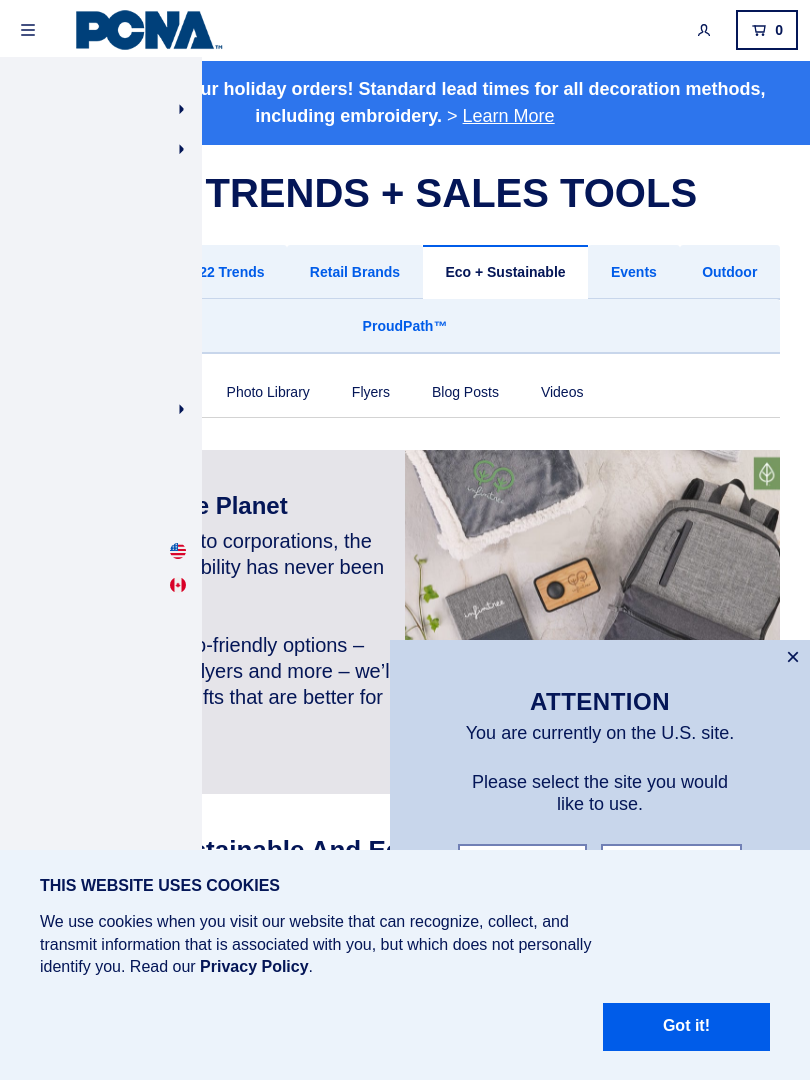 PCNA™
0
ur holiday orders! Standard lead times for all decoration methods,
including embroidery. > Learn More
TRENDS + SALES TOOLS
22 Trends
Retail Brands
Eco + Sustainable
Events
Outdoor
ProudPath™
Photo Library
Flyers
Blog Posts
Videos
e Planet
to corporations, the
bility has never been
o-friendly options –
lyers and more – we'l
fts that are better for
infinitree
infinitree
ATTENTION
You are currently on the U.S. site.
Please select the site you would
like to use.
stainable And Ec
THIS WEBSITE USES COOKIES
We use cookies when you visit our website that can recognize, collect, and
transmit information that is associated with you, but which does not personally
identify you. Read our Privacy Policy.
Got it!